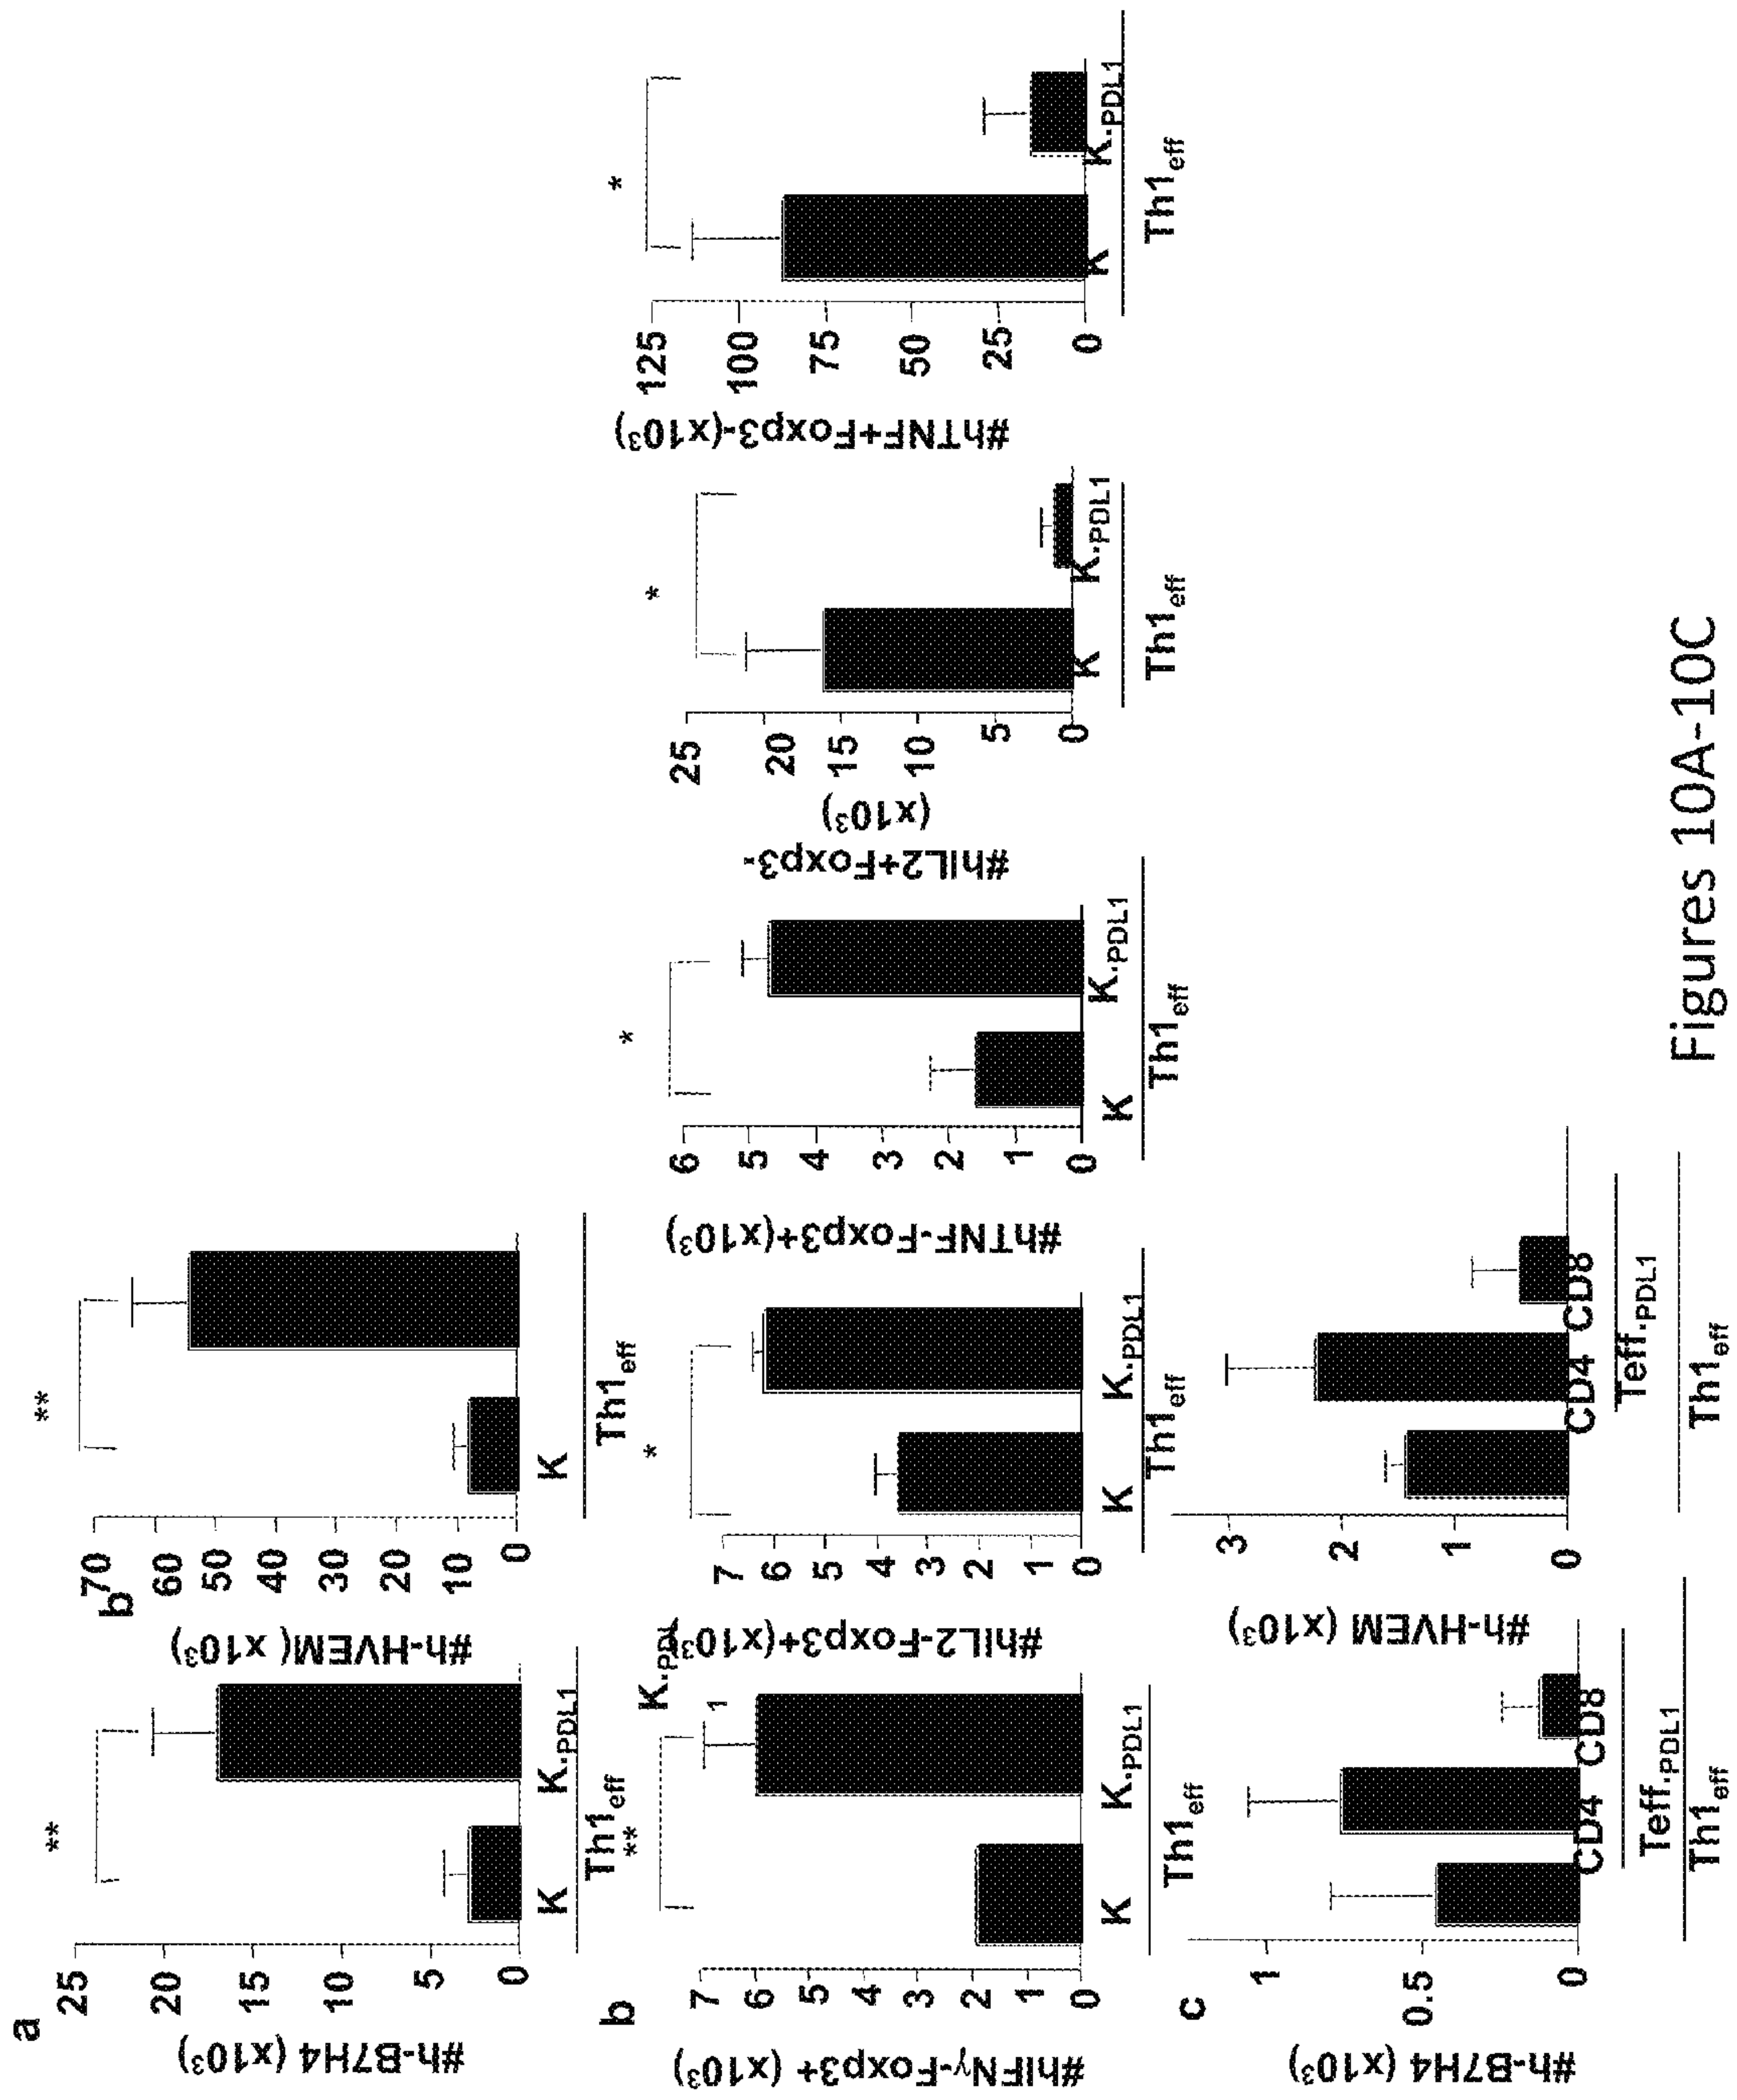 a
#h-B7H4 (x10³)
25
20
15
10
5
0
**
K K.PDL1
Th1eff
b
#h-HVEM( x10³)
70
60
50
40
30
20
10
0
**
K
Th1eff
K.PDL
1
b
#hIFNγ-Foxp3+ (x10³)
7
6
5
4
3
2
1
0
**
K K.PDL1
Th1eff
#hIL2-Foxp3+(x10³)
7
6
5
4
3
2
1
0
*
K K.PDL1
Th1eff
#hTNF-Foxp3+(x10³)
6
5
4
3
2
1
0
*
K K.PDL1
Th1eff
#hIL2+Foxp3-
(x10³)
25
20
15
10
5
0
*
K K.PDL1
Th1eff
#hTNF+Foxp3-(x10³)
125
100
75
50
25
0
*
K K.PDL1
Th1eff
c
#h-B7H4 (x10³)
1
0.5
0
CD4 CD8
Teff.PDL1
Th1eff
#h-HVEM (x10³)
3
2
1
0
CD4 CD8
Teff.PDL1
Th1eff
Figures 10A-10C